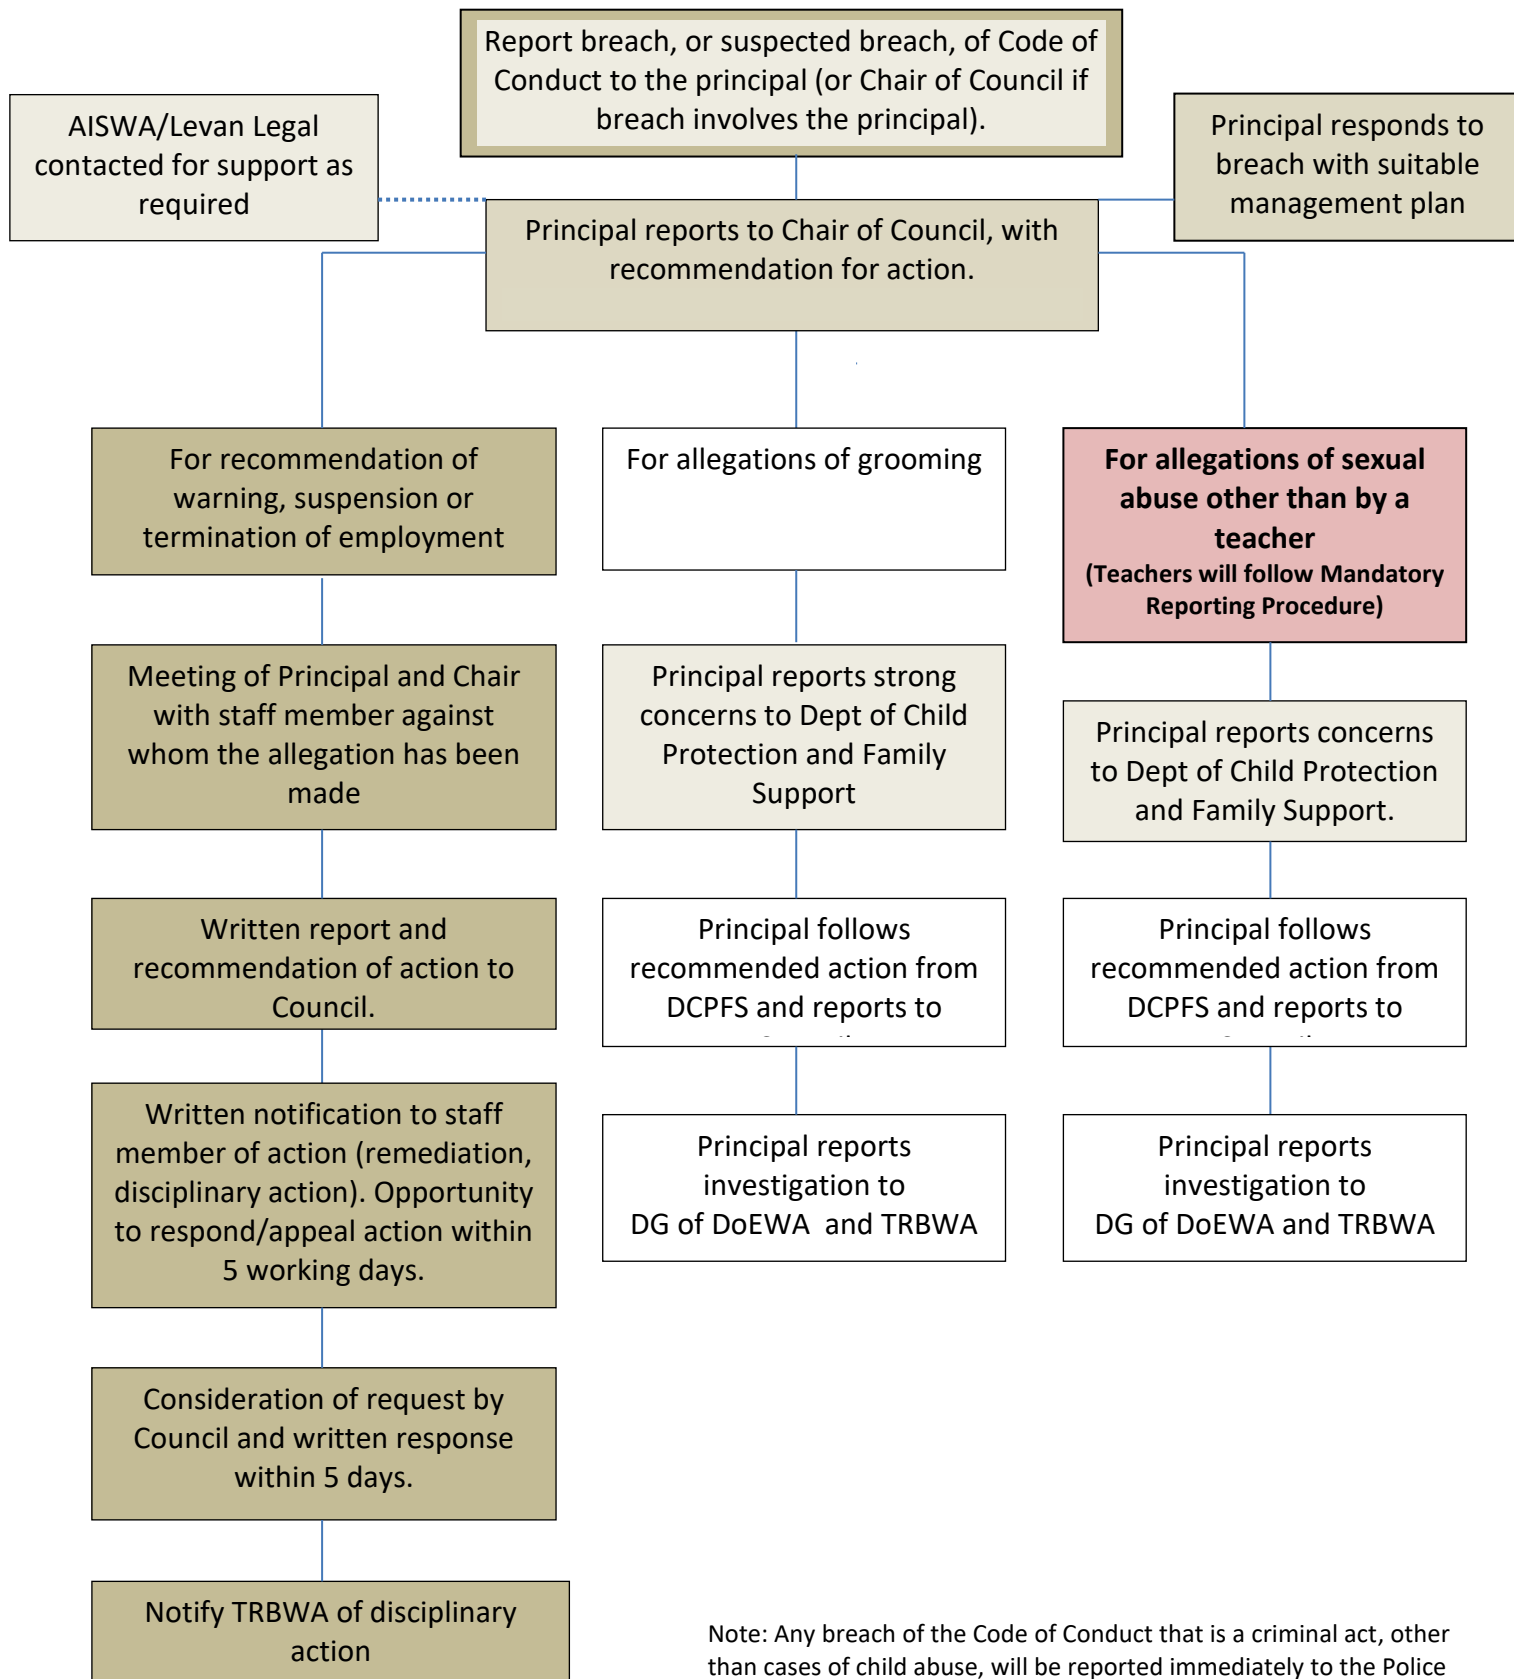 Report breach, or suspected breach, of Code of
Conduct to the principal (or Chair of Council if
breach involves the principal).
AISWA/Levan Legal
contacted for support as
required
Principal responds to
breach with suitable
management plan
Principal reports to Chair of Council, with
recommendation for action.
For recommendation of
warning, suspension or
termination of employment
For allegations of grooming
For allegations of sexual
abuse other than by a
teacher
(Teachers will follow Mandatory
Reporting Procedure)
Meeting of Principal and Chair
with staff member against
whom the allegation has been
made
Principal reports strong
concerns to Dept of Child
Protection and Family
Support
Principal reports concerns
to Dept of Child Protection
and Family Support.
Written report and
recommendation of action to
Council.
Principal follows
recommended action from
DCPFS and reports to
Principal follows
recommended action from
DCPFS and reports to
Written notification to staff
member of action (remediation,
disciplinary action). Opportunity
to respond/appeal action within
5 working days.
Principal reports
investigation to
DG of DoEWA and TRBWA
Principal reports
investigation to
DG of DoEWA and TRBWA
Consideration of request by
Council and written response
within 5 days.
Notify TRBWA of disciplinary
action
Note: Any breach of the Code of Conduct that is a criminal act, other
than cases of child abuse, will be reported immediately to the Police